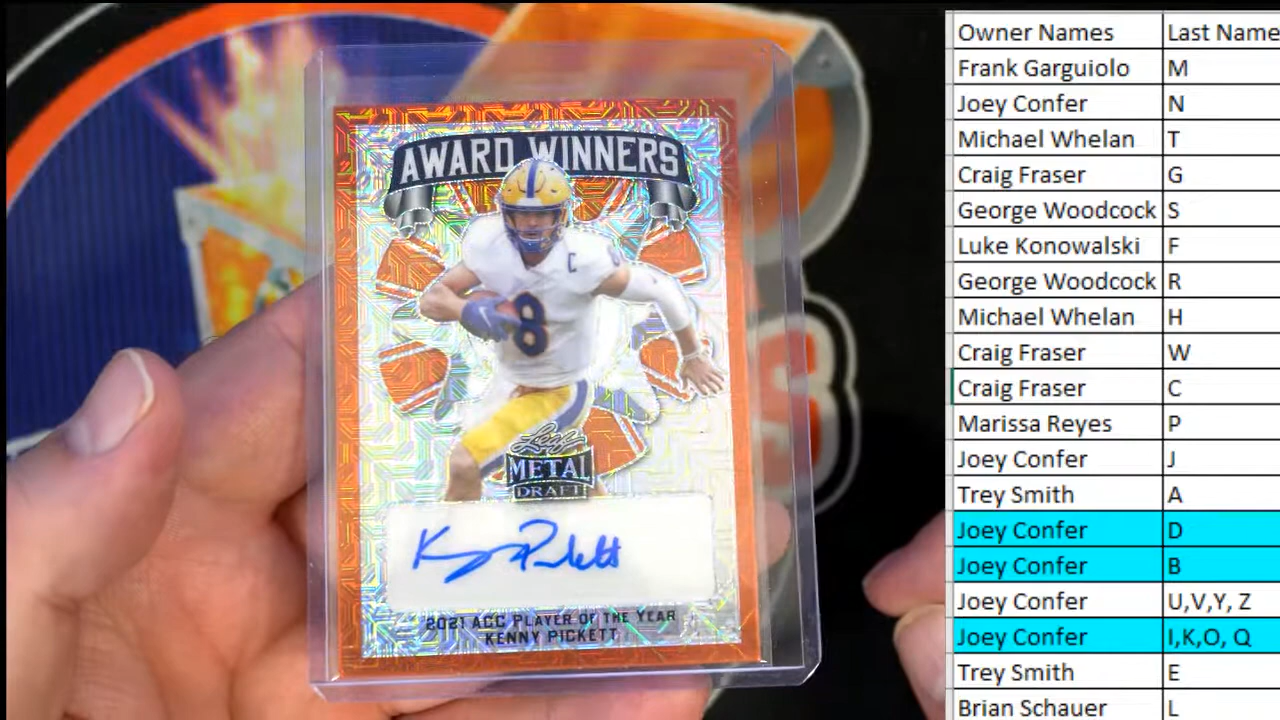 AWARD WINNERS
C
8
Leaf
METAL
DRAFT
Kenny Pickett
2021 ACC PLAYER OF THE YEAR
KENNY PICKETT
Owner Names Last Name
Frank Garguiolo M
Joey Confer N
Michael Whelan T
Craig Fraser G
George Woodcock S
Luke Konowalski F
George Woodcock R
Michael Whelan H
Craig Fraser W
Craig Fraser C
Marissa Reyes P
Joey Confer J
Trey Smith A
Joey Confer D
Joey Confer B
Joey Confer U,V,Y, Z
Joey Confer I,K,O, Q
Trey Smith E
Brian Schauer L